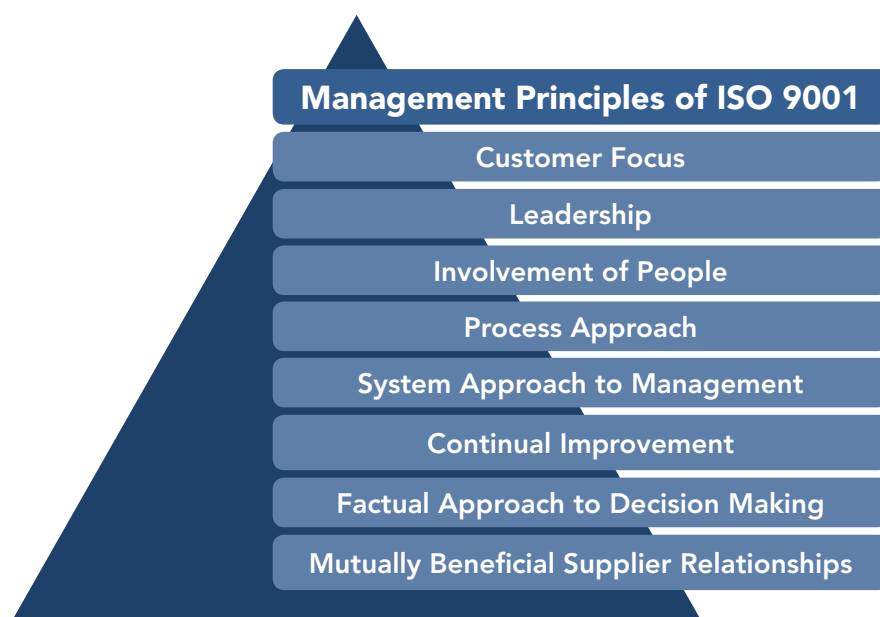 Management Principles of ISO 9001
Customer Focus
Leadership
Involvement of People
Process Approach
System Approach to Management
Continual Improvement
Factual Approach to Decision Making
Mutually Beneficial Supplier Relationships